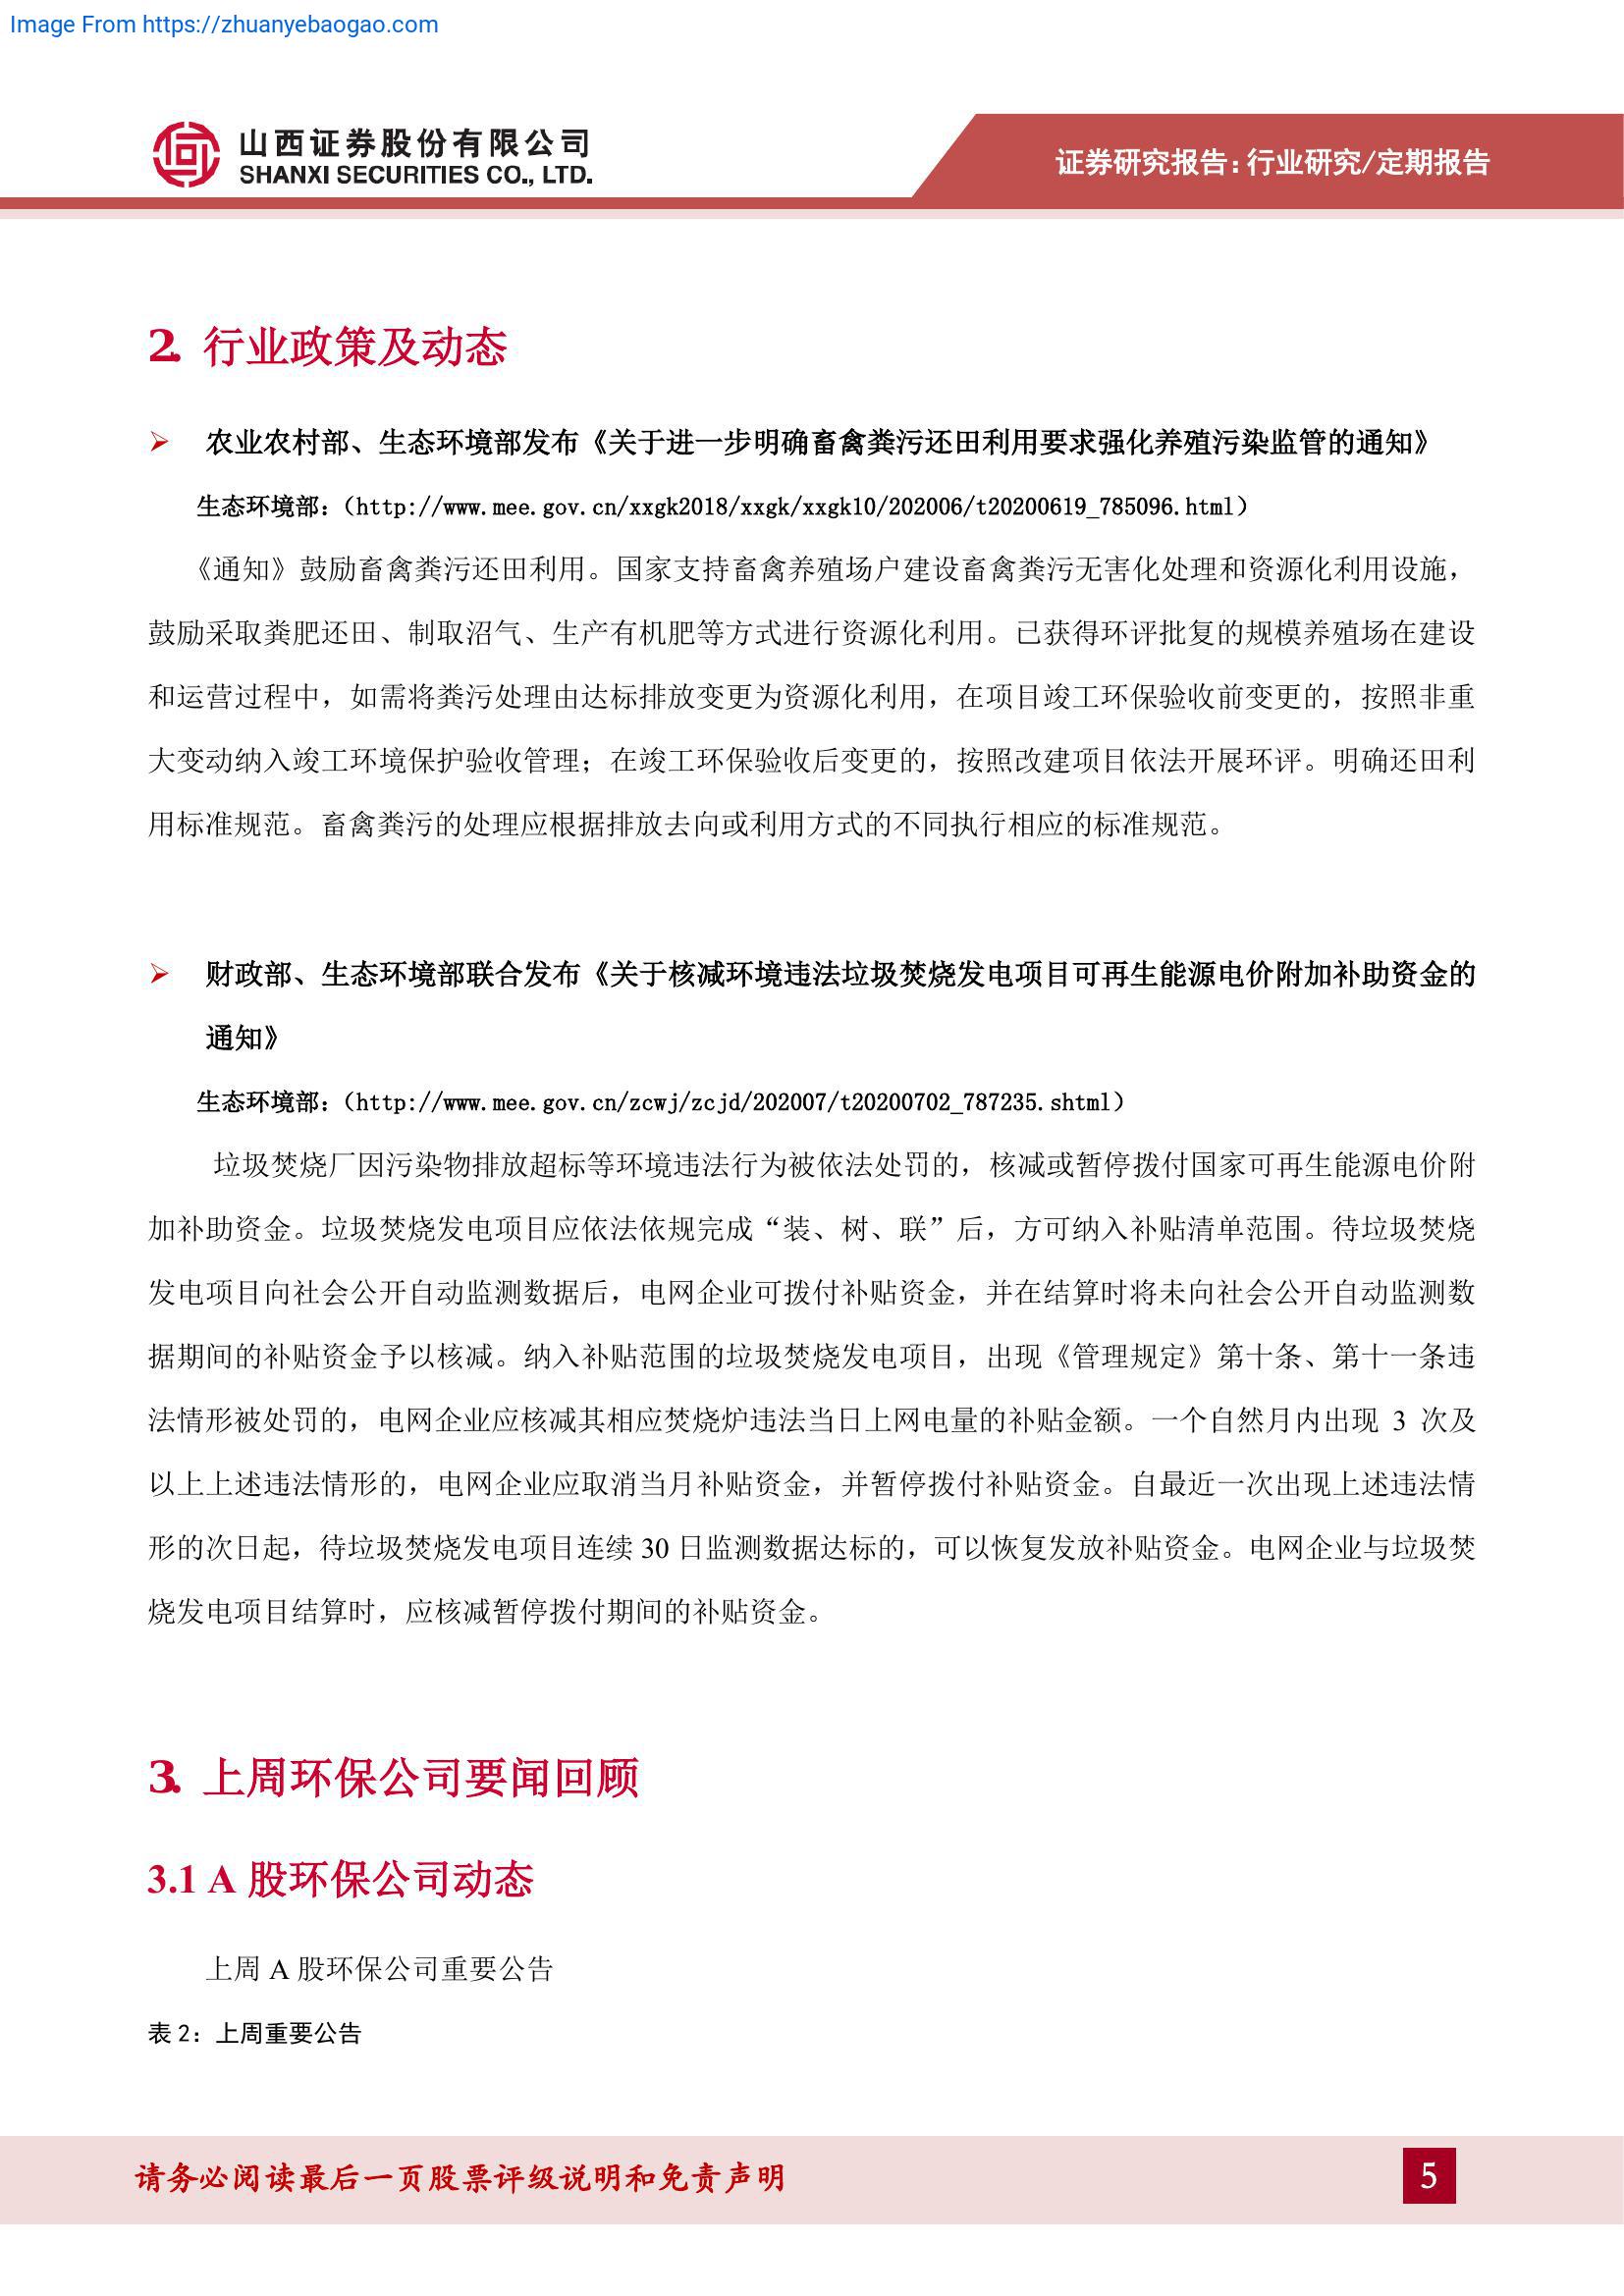 Image From https://zhuanyebaogao.com
山西证券股份有限公司
SHANXI SECURITIES CO., LTD.
证券研究报告：行业研究/定期报告
2. 行业政策及动态
农业农村部、生态环境部发布《关于进一步明确畜禽粪污还田利用要求强化养殖污染监管的通知》
生态环境部：（http://www.mee.gov.cn/xxgk2018/xxgk/xxgk10/202006/t20200619_785096.html）
《通知》鼓励畜禽粪污还田利用。国家支持畜禽养殖场户建设畜禽粪污无害化处理和资源化利用设施，
鼓励采取粪肥还田、制取沼气、生产有机肥等方式进行资源化利用。已获得环评批复的规模养殖场在建设
和运营过程中，如需将粪污处理由达标排放变更为资源化利用，在项目竣工环保验收前变更的，按照非重
大变动纳入竣工环境保护验收管理；在竣工环保验收后变更的，按照改建项目依法开展环评。明确还田利
用标准规范。畜禽粪污的处理应根据排放去向或利用方式的不同执行相应的标准规范。
财政部、生态环境部联合发布《关于核减环境违法垃圾焚烧发电项目可再生能源电价附加补助资金的
通知》
生态环境部：（http://www.mee.gov.cn/zcwj/zcjd/202007/t20200702_787235.shtml）
垃圾焚烧厂因污染物排放超标等环境违法行为被依法处罚的，核减或暂停拨付国家可再生能源电价附
加补助资金。垃圾焚烧发电项目应依法依规完成“装、树、联”后，方可纳入补贴清单范围。待垃圾焚烧
发电项目向社会公开自动监测数据后，电网企业可拨付补贴资金，并在结算时将未向社会公开自动监测数
据期间的补贴资金予以核减。纳入补贴范围的垃圾焚烧发电项目，出现《管理规定》第十条、第十一条违
法情形被处罚的，电网企业应核减其相应焚烧炉违法当日上网电量的补贴金额。一个自然月内出现 3 次及
以上上述违法情形的，电网企业应取消当月补贴资金，并暂停拨付补贴资金。自最近一次出现上述违法情
形的次日起，待垃圾焚烧发电项目连续 30 日监测数据达标的，可以恢复发放补贴资金。电网企业与垃圾焚
烧发电项目结算时，应核减暂停拨付期间的补贴资金。
3. 上周环保公司要闻回顾
3.1 A 股环保公司动态
上周 A 股环保公司重要公告
表 2：上周重要公告
请务必阅读最后一页股票评级说明和免责声明
5